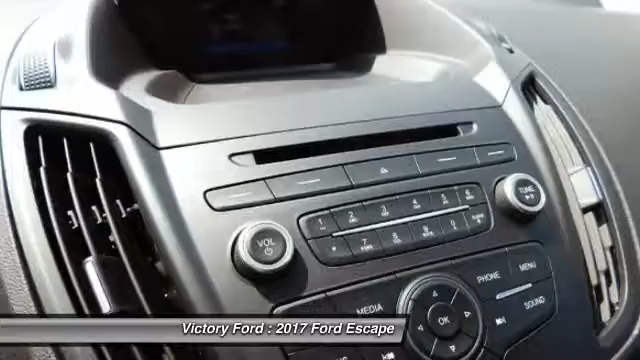 1 2 3 4 5 6
VOL
TUNE
* 7 8 9 0 #
PHONE MENU
MEDIA
OK
SOUND
Victory Ford : 2017 Ford Escape